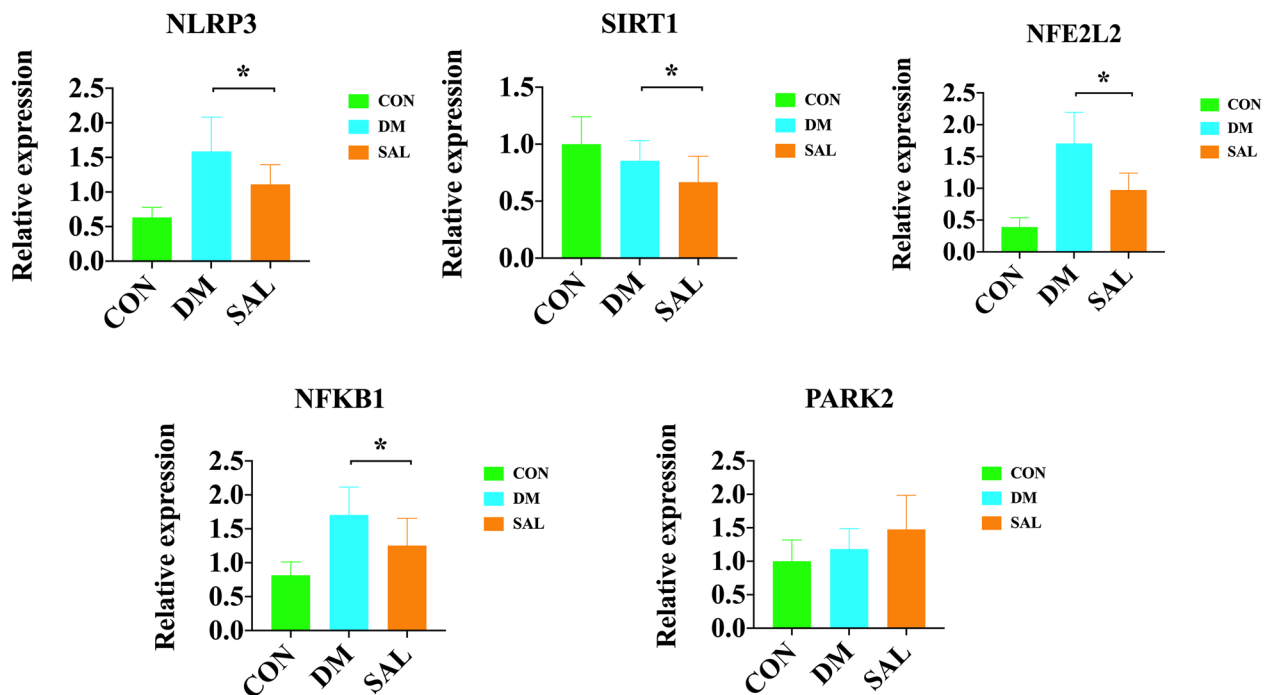 NLRP3
Relative expression
2.5
2.0
1.5
1.0
0.5
0.0
*
CON
DM
SAL
CON
DM
SAL
SIRT1
Relative expression
1.5
1.0
0.5
0.0
*
CON
DM
SAL
CON
DM
SAL
NFE2L2
Relative expression
2.5
2.0
1.5
1.0
0.5
0.0
*
CON
DM
SAL
CON
DM
SAL
NFKB1
Relative expression
2.5
2.0
1.5
1.0
0.5
0.0
*
CON
DM
SAL
CON
DM
SAL
PARK2
Relative expression
2.5
2.0
1.5
1.0
0.5
0.0
CON
DM
SAL
CON
DM
SAL